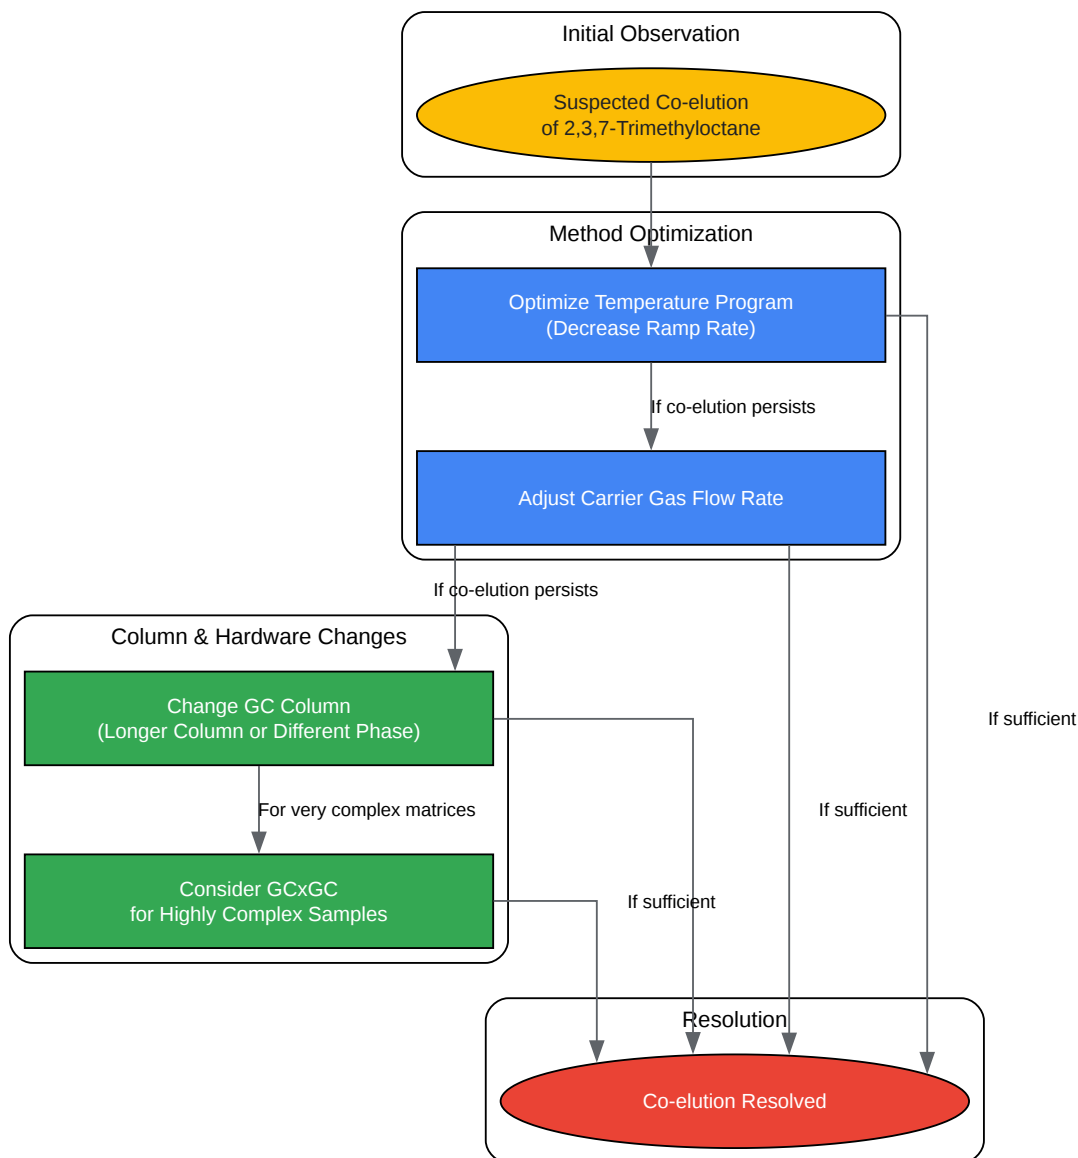 Initial Observation
Suspected Co-elution
of 2,3,7-Trimethyloctane
Method Optimization
Optimize Temperature Program
(Decrease Ramp Rate)
If co-elution persists
Adjust Carrier Gas Flow Rate
If co-elution persists
Column & Hardware Changes
Change GC Column
(Longer Column or Different Phase)
If sufficient
For very complex matrices
If sufficient
Consider GCxGC
for Highly Complex Samples
If sufficient
Resolution
Co-elution Resolved